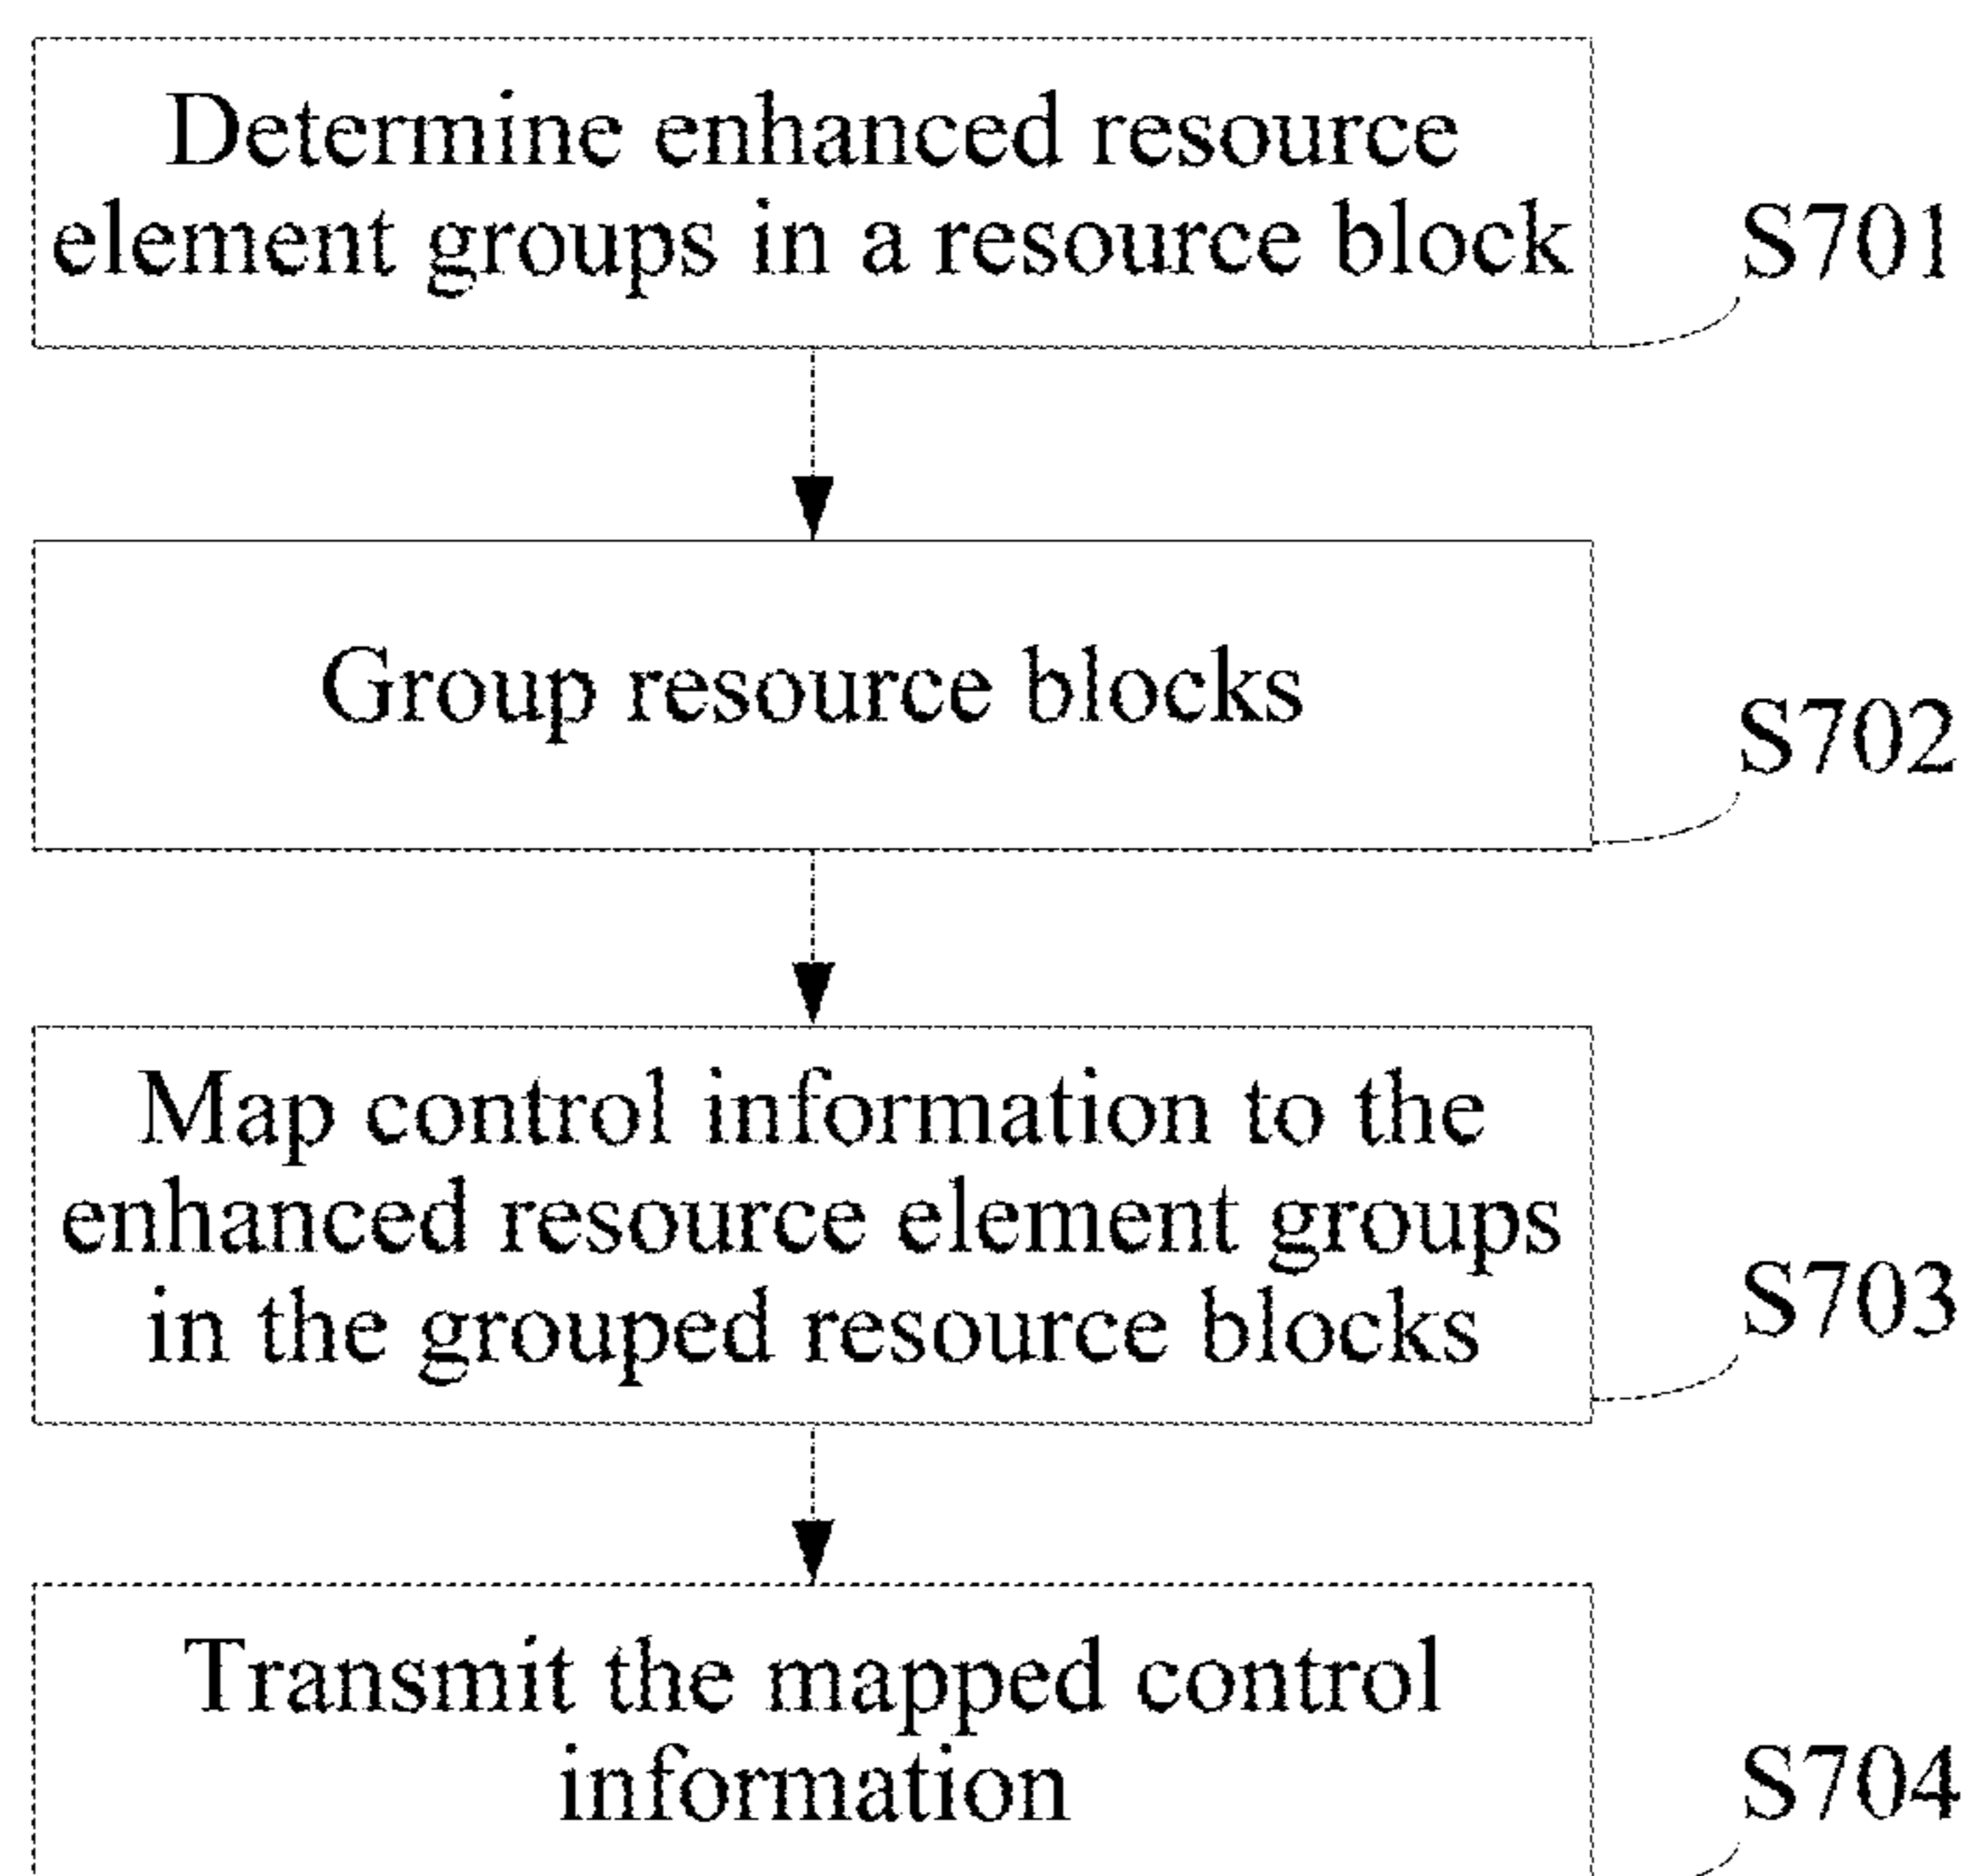 Determine enhanced resource
element groups in a resource block
S701
Group resource blocks
S702
Map control information to the
enhanced resource element groups
in the grouped resource blocks
S703
Transmit the mapped control
information
S704